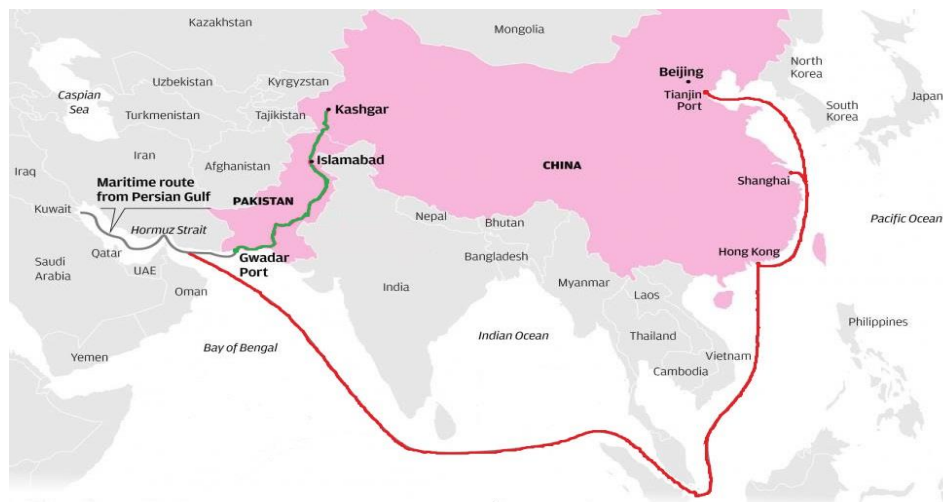 Kazakhstan
Mongolia
Beijing
Tianjin
Port
North
Korea
Japan
South
Korea
Caspian
Sea
Uzbekistan
Kyrgyzstan
Turkmenistan
Tajikistan
Kashgar
Iran
Afghanistan
Islamabad
CHINA
Iraq
Maritime route
from Persian Gulf
PAKISTAN
Shanghai
Kuwait
Hormuz Strait
Nepal
Bhutan
Pacific Ocean
Qatar
Gwadar
Port
Bangladesh
Hong Kong
Saudi
Arabia
UAE
Oman
India
Myanmar
Laos
Philippines
Bay of Bengal
Indian Ocean
Thailand
Yemen
Vietnam
Cambodia